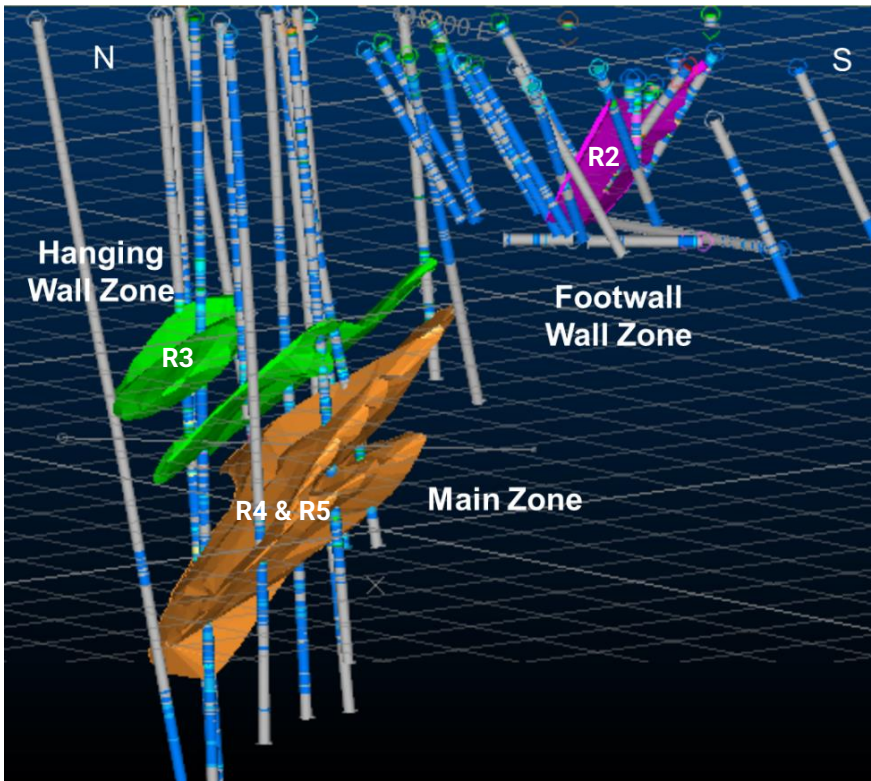 N
S
R2
Hanging
Wall Zone
Footwall
Wall Zone
R3
Main Zone
R4 & R5